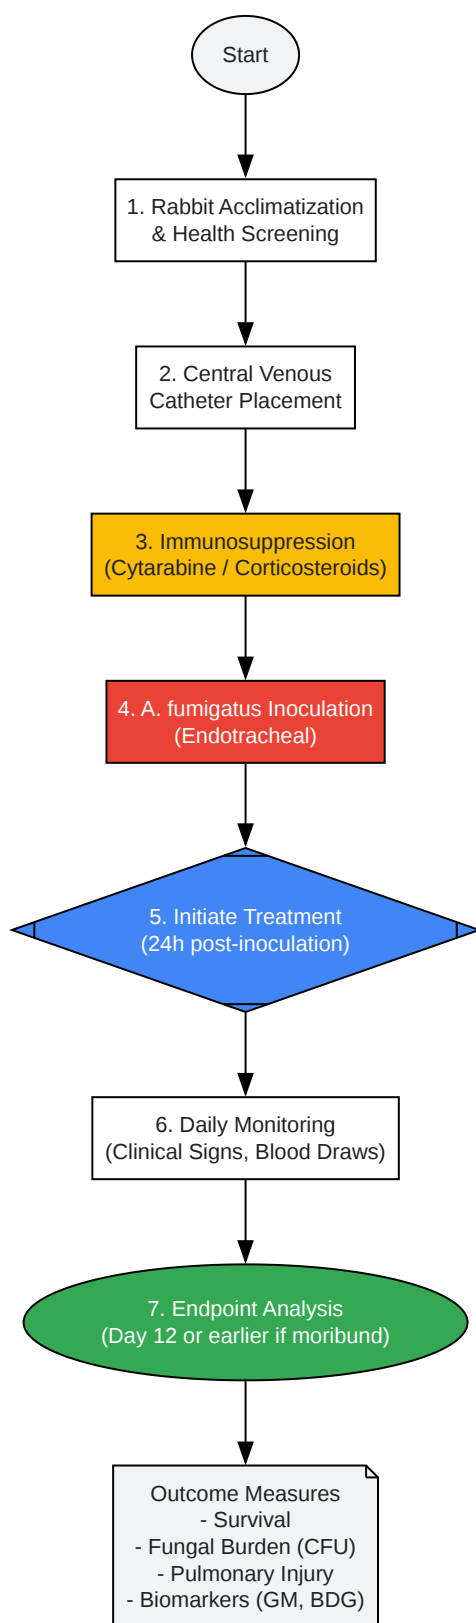 Start
1. Rabbit Acclimatization
& Health Screening
2. Central Venous
Catheter Placement
3. Immunosuppression
(Cytarabine / Corticosteroids)
4. A. fumigatus Inoculation
(Endotracheal)
5. Initiate Treatment
(24h post-inoculation)
6. Daily Monitoring
(Clinical Signs, Blood Draws)
7. Endpoint Analysis
(Day 12 or earlier if moribund)
Outcome Measures
- Survival
- Fungal Burden (CFU)
- Pulmonary Injury
- Biomarkers (GM, BDG)